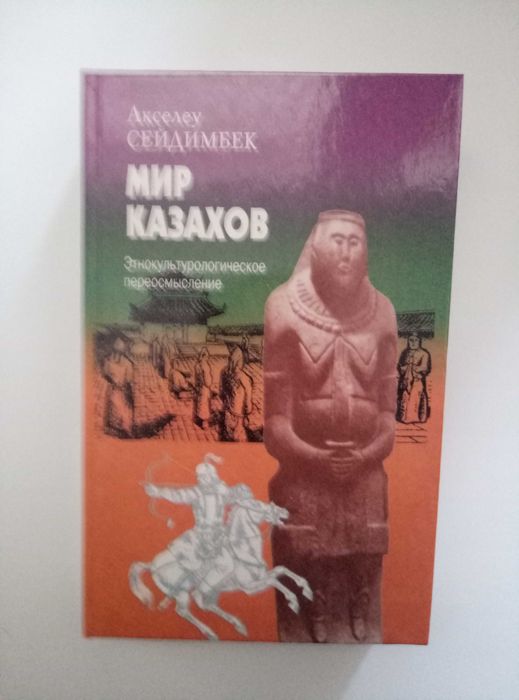 Акселеу
СЕЙДИМБЕК
МИР
КАЗАХОВ
Этнокультурологическое
переосмысление